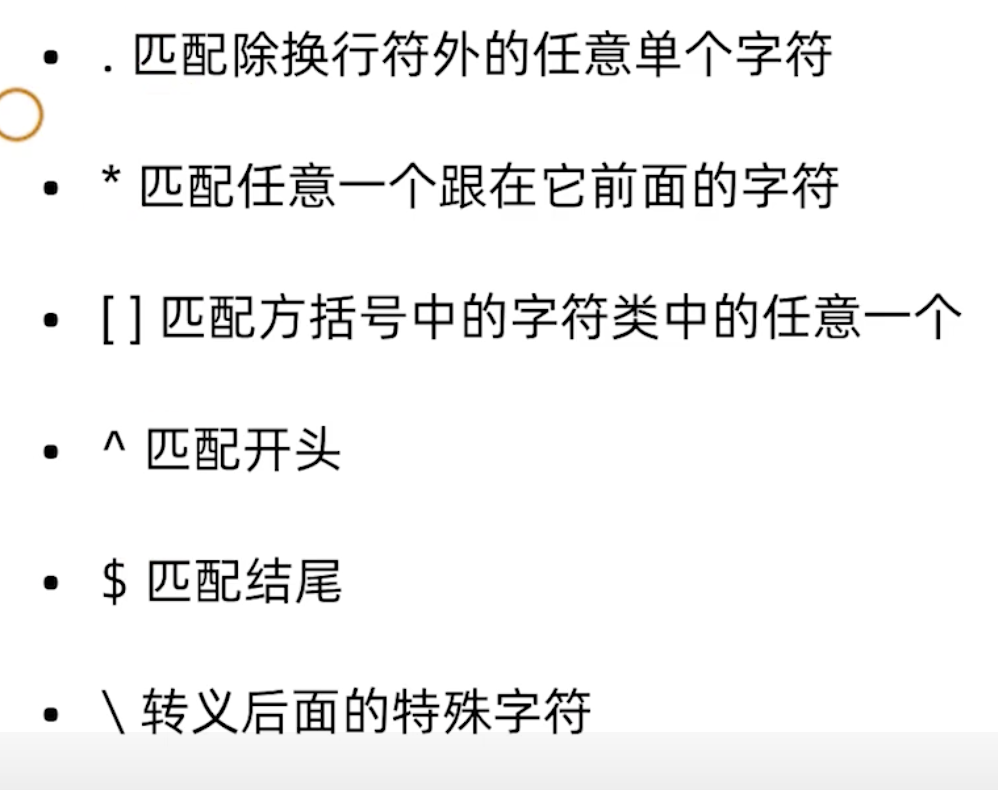 • . 匹配除换行符外的任意单个字符
• * 匹配任意一个跟在它前面的字符
• [ ] 匹配方括号中的字符类中的任意一个
• ^ 匹配开头
• $ 匹配结尾
• \ 转义后面的特殊字符